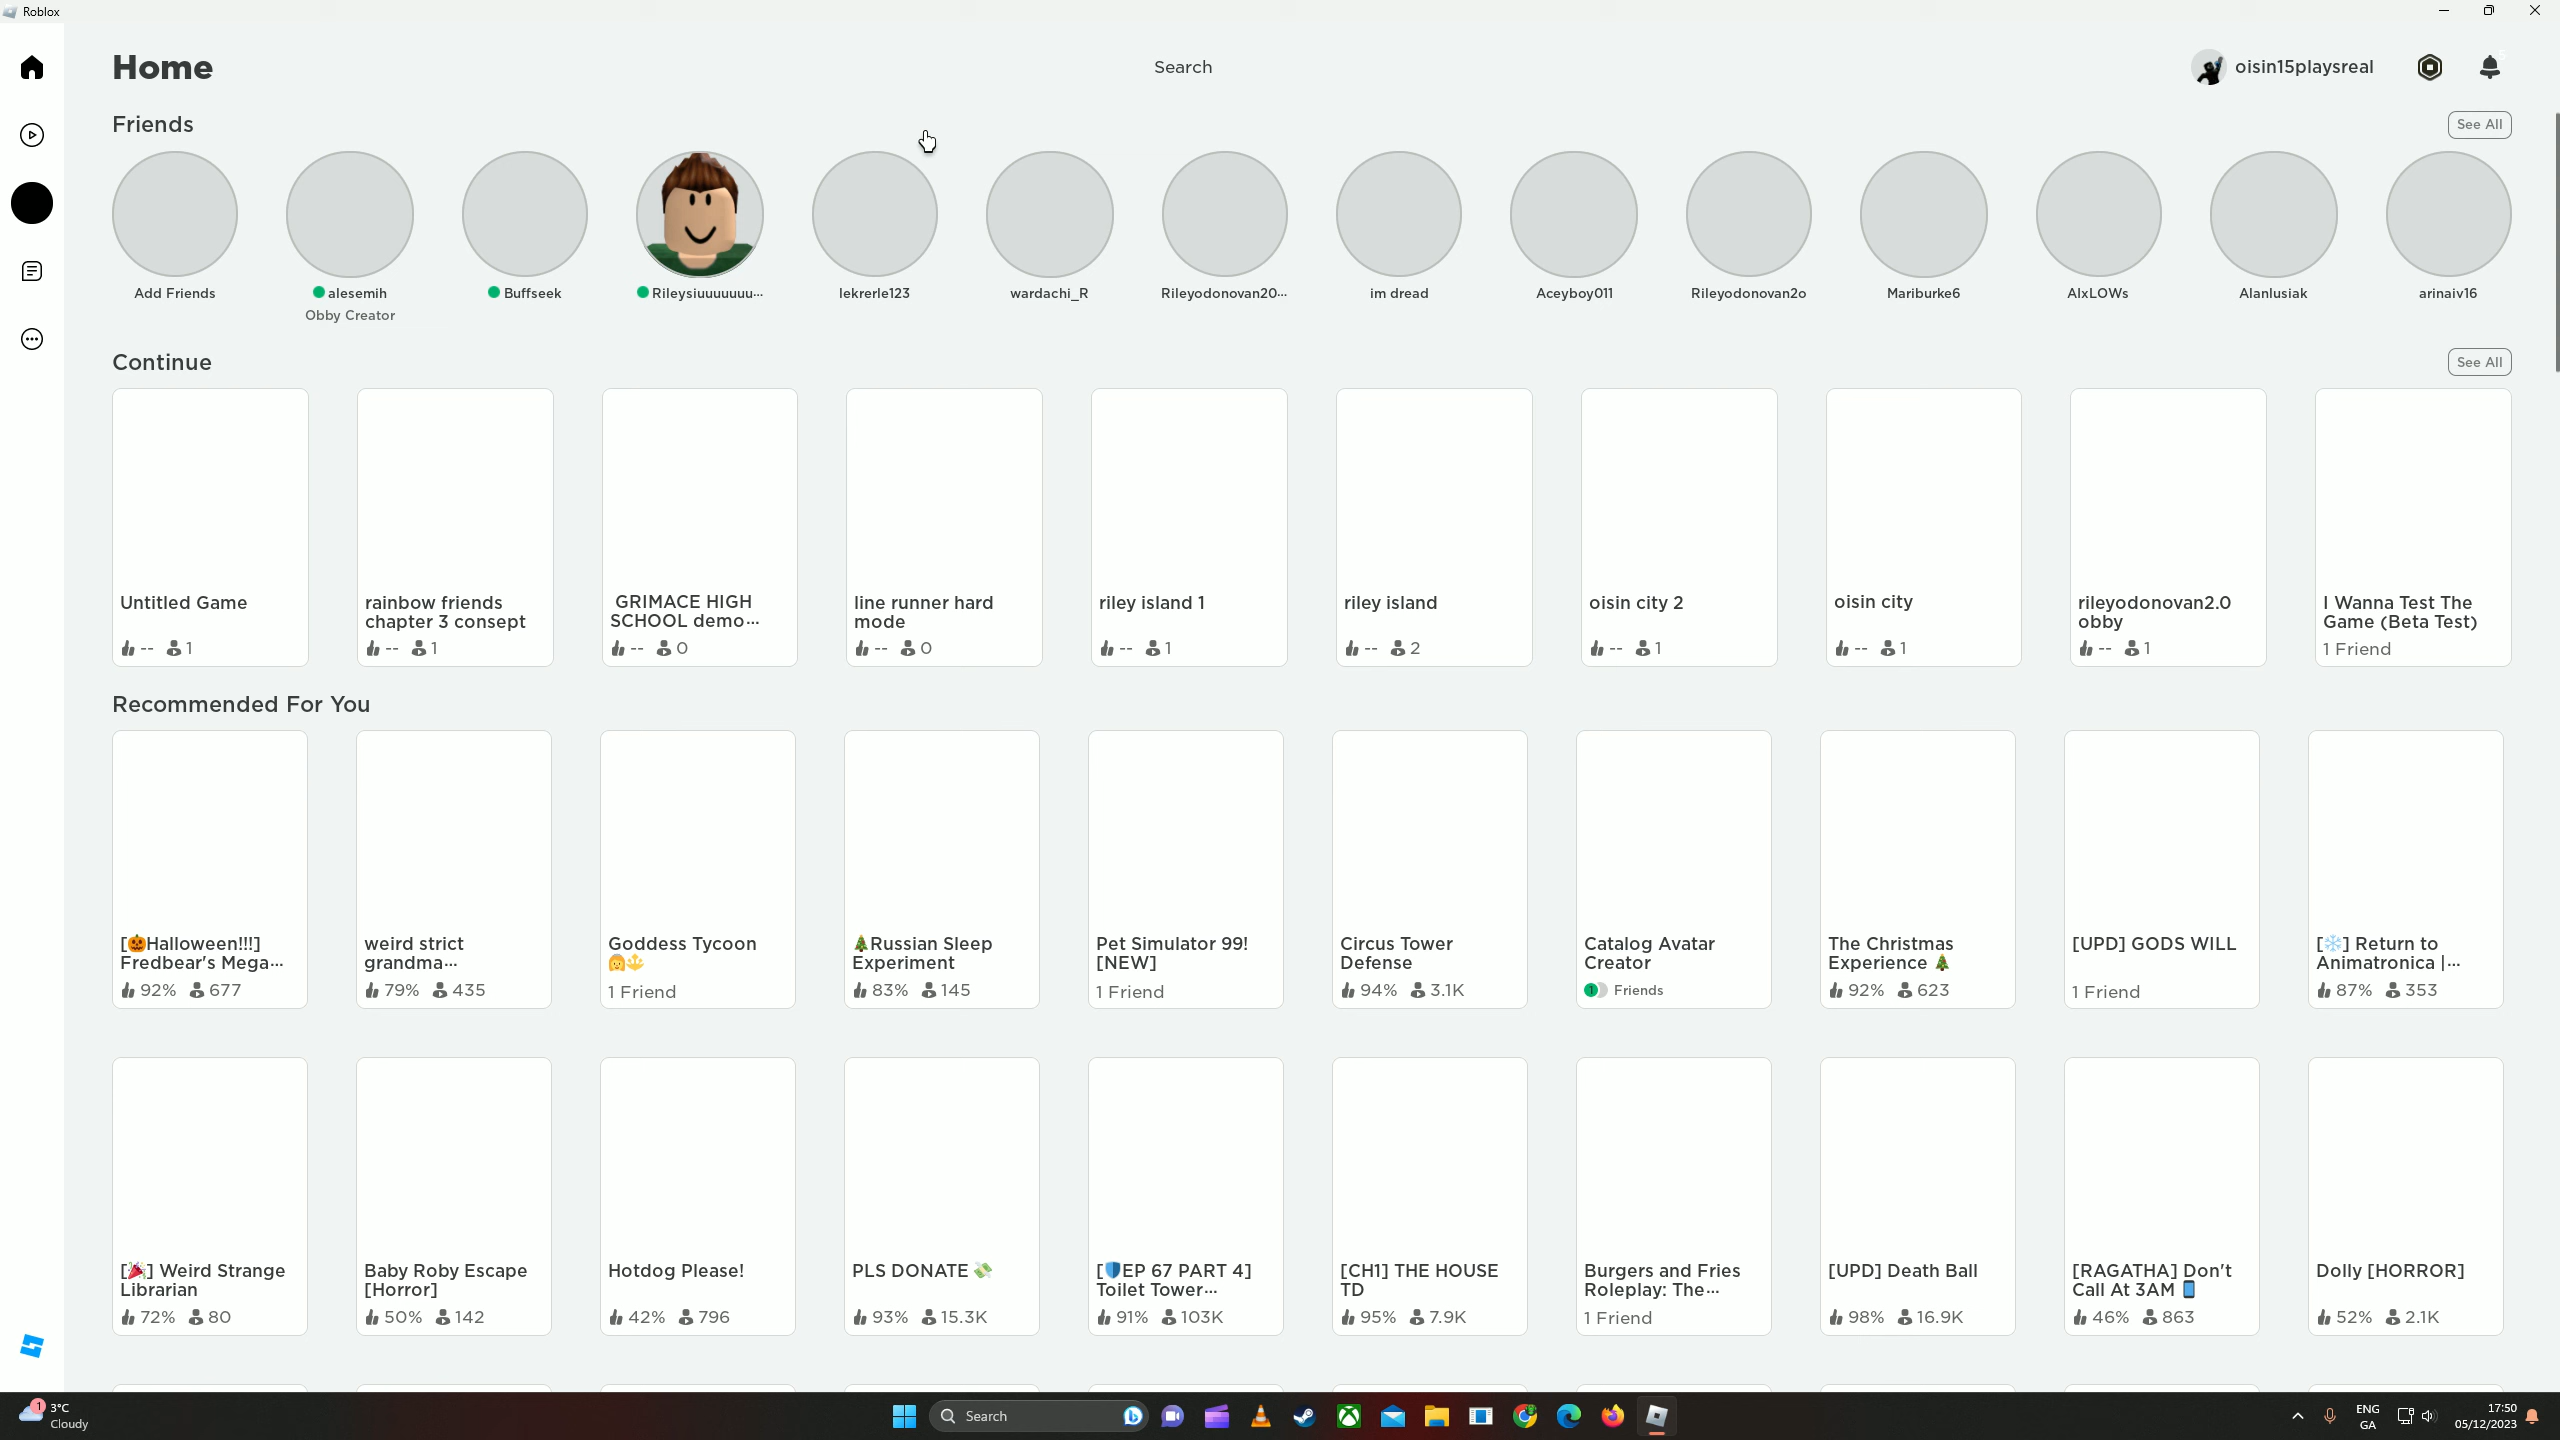 Roblox
Home
Search
oisin15playsreal
Friends
See All
Add Friends
alesemih
Obby Creator
Buffseek
Rileysiuuuuuuu...
lekrerle123
wardachi_R
Rileyodonovan20...
im dread
Aceyboy011
Rileyodonovan2o
Mariburke6
Alanlusiak
arinaiv16
Continue
See All
Untitled Game
-- 1
rainbow friends
chapter 3 consept
-- 1
GRIMACE HIGH
SCHOOL demo...
-- 0
line runner hard
mode
-- 0
riley island 1
-- 1
riley island
-- 2
oisin city 2
-- 1
oisin city
-- 1
rileyodonovan2.0
obby
-- 1
I Wanna Test The
Game (Beta Test)
1 Friend
Recommended For You
[🎃Halloween!!!]
Fredbear's Mega...
92% 677
weird strict
grandma...
79% 435
Goddess Tycoon
👩🔱
1 Friend
🎄Russian Sleep
Experiment
83% 145
Pet Simulator 99!
[NEW]
1 Friend
Circus Tower
Defense
94% 3.1K
Catalog Avatar
Creator
1 Friends
The Christmas
Experience 🎄
92% 623
[UPD] GODS WILL
1 Friend
[❄️] Return to
Animatronica |...
87% 353
[🎉] Weird Strange
Librarian
72% 80
Baby Roby Escape
[Horror]
50% 142
Hotdog Please!
42% 796
PLS DONATE 💸
93% 15.3K
[🛡️EP 67 PART 4]
Toilet Tower...
91% 103K
[CH1] THE HOUSE
TD
95% 7.9K
Burgers and Fries
Roleplay: The...
1 Friend
[UPD] Death Ball
98% 16.9K
[RAGATHA] Don't
Call At 3AM 📱
46% 863
Dolly [HORROR]
52% 2.1K
1
3°C
Cloudy
Search
ENG
GA
17:50
05/12/2023